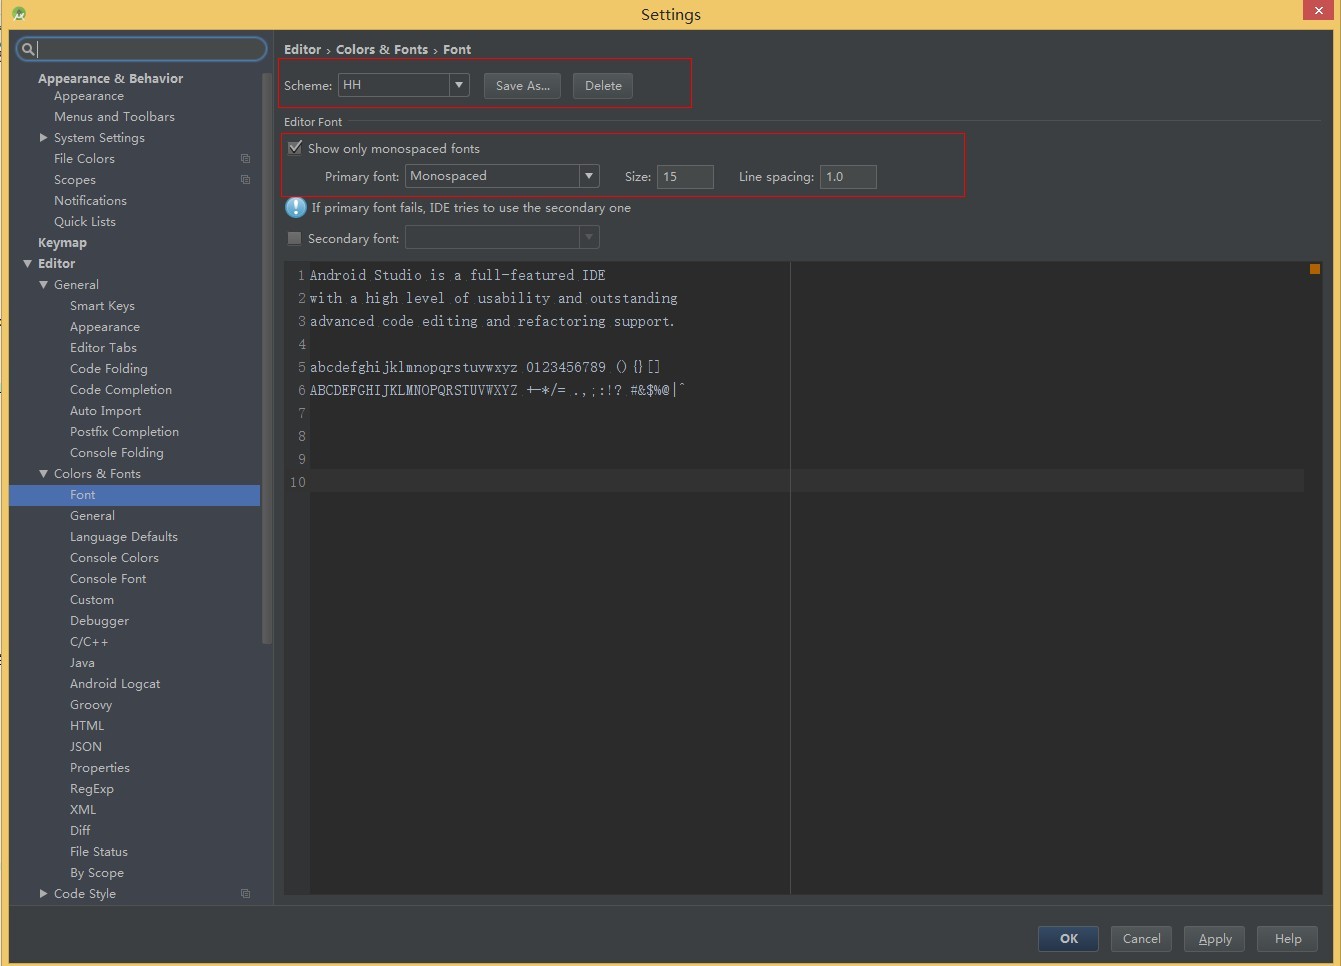 Settings
Appearance & Behavior
Appearance
Menus and Toolbars
System Settings
File Colors
Scopes
Notifications
Quick Lists
Keymap
Editor
General
Smart Keys
Appearance
Editor Tabs
Code Folding
Code Completion
Auto Import
Postfix Completion
Console Folding
Colors & Fonts
Font
General
Language Defaults
Console Colors
Console Font
Custom
Debugger
C/C++
Java
Android Logcat
Groovy
HTML
JSON
Properties
RegExp
XML
Diff
File Status
By Scope
Code Style
Editor › Colors & Fonts › Font
Scheme: HH Save As... Delete
Editor Font
Show only monospaced fonts
Primary font: Monospaced Size: 15 Line spacing: 1.0
If primary font fails, IDE tries to use the secondary one
Secondary font:
1 Android Studio is a full-featured IDE
2 with a high level of usability and outstanding
3 advanced code editing and refactoring support.
4
5 abcdefghijklmnopqrstuvwxyz 0123456789 (){}[]
6 ABCDEFGHIJKLMNOPQRSTUVWXYZ +-*/= .,;:!? #&$%@|^
7
8
9
10
OK Cancel Apply Help